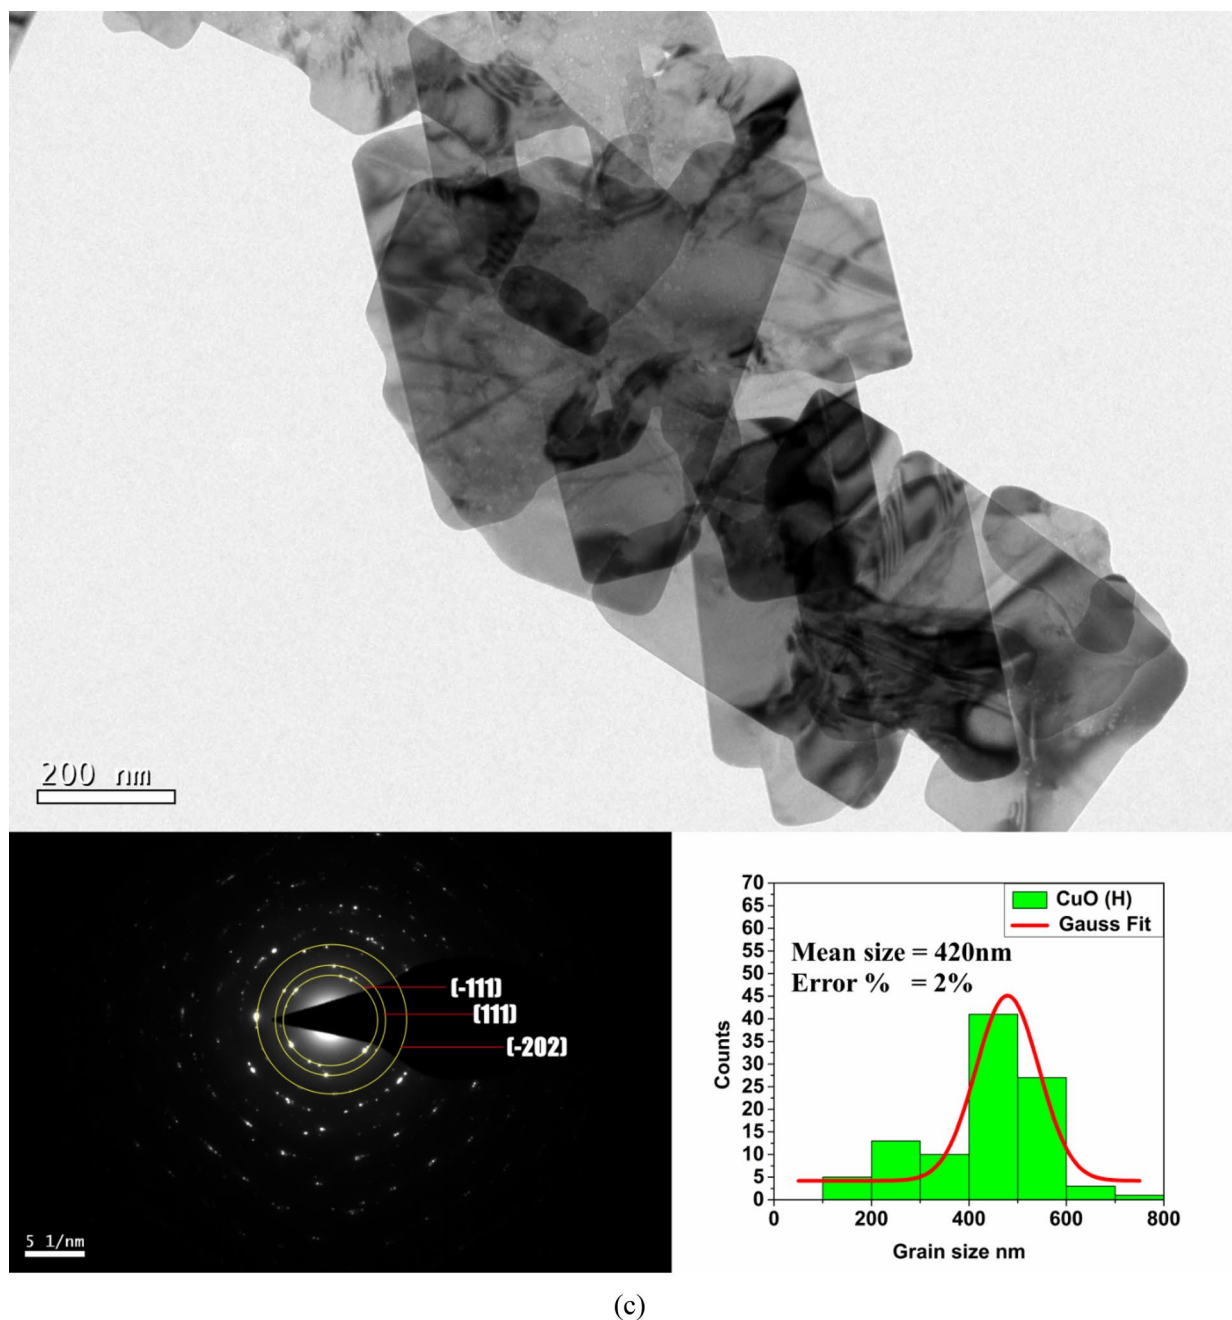 200 nm
(-111)
(111)
(-202)
5 1/nm
70
65
60
55
50
45
40
35
30
25
20
15
10
5
0
Counts
CuO (H)
Gauss Fit
Mean size = 420nm
Error % = 2%
0 200 400 600 800
Grain size nm
(c)